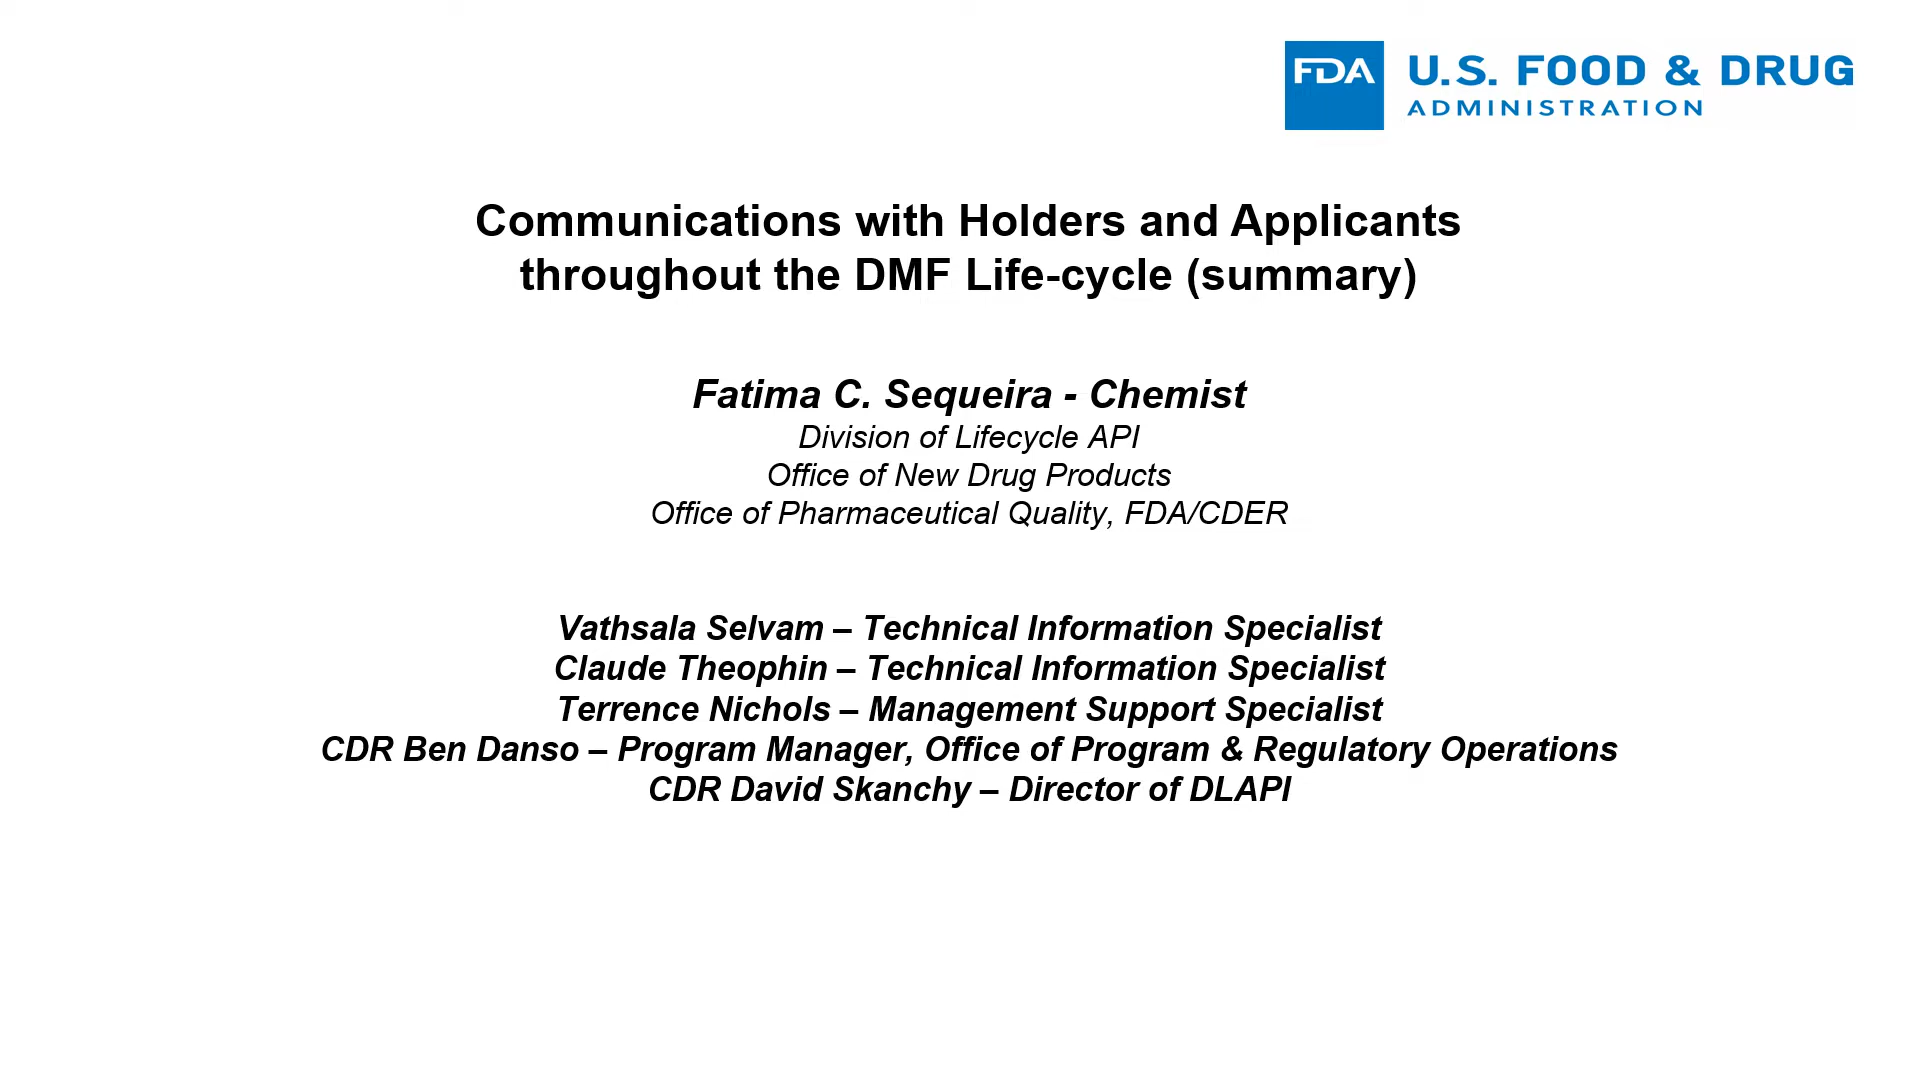 FDA
U.S. FOOD & DRUG
ADMINISTRATION
Communications with Holders and Applicants
throughout the DMF Life-cycle (summary)
Fatima C. Sequeira - Chemist
Division of Lifecycle API
Office of New Drug Products
Office of Pharmaceutical Quality, FDA/CDER
Vathsala Selvam – Technical Information Specialist
Claude Theophin – Technical Information Specialist
Terrence Nichols – Management Support Specialist
CDR Ben Danso – Program Manager, Office of Program & Regulatory Operations
CDR David Skanchy – Director of DLAPI